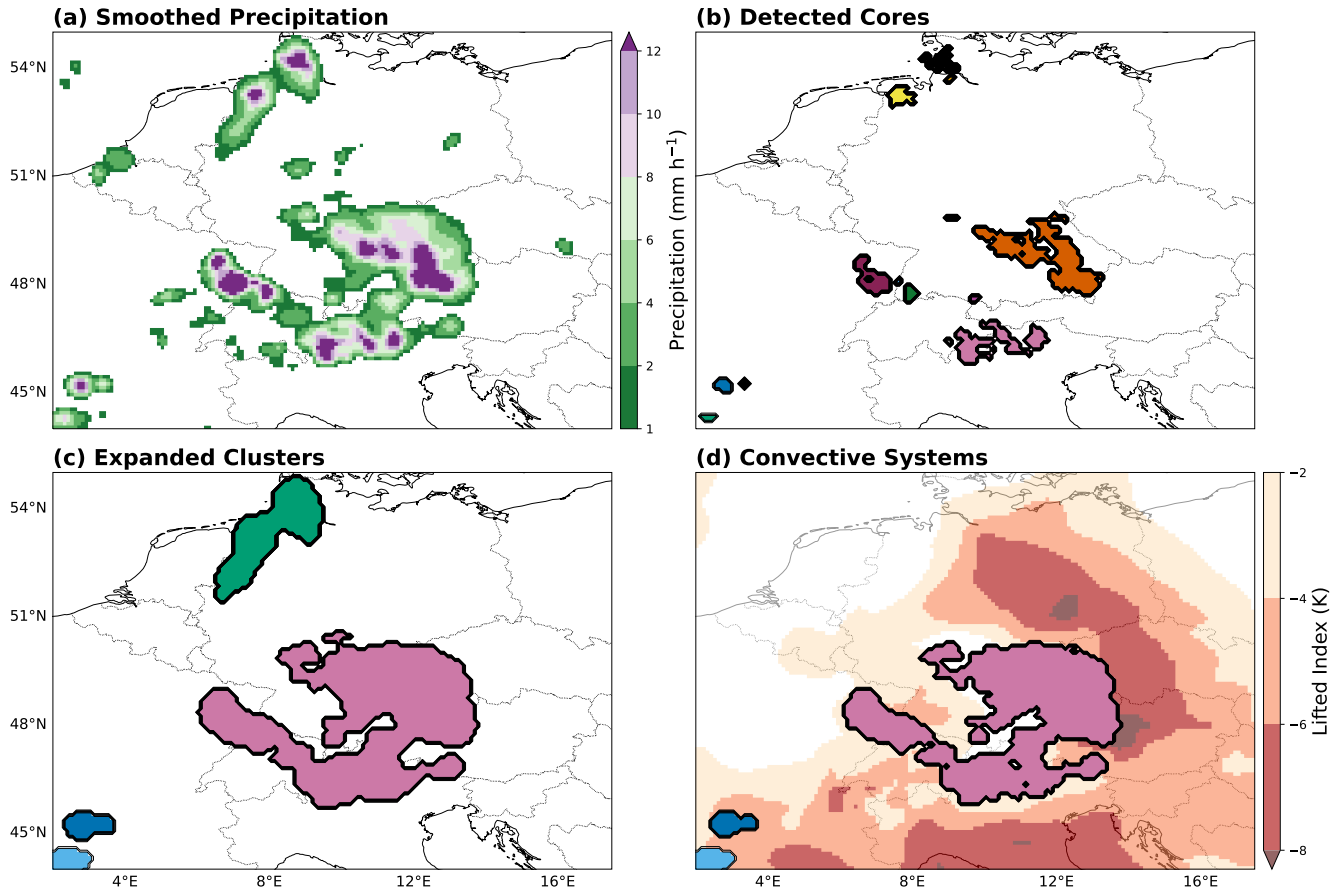 (a) Smoothed Precipitation
(b) Detected Cores
54°N
51°N
48°N
45°N
12
10
8
6
4
2
1
Precipitation (mm h⁻¹)
(c) Expanded Clusters
(d) Convective Systems
54°N
51°N
48°N
45°N
4°E
8°E
12°E
16°E
4°E
8°E
12°E
16°E
−2
−4
−6
−8
Lifted Index (K)